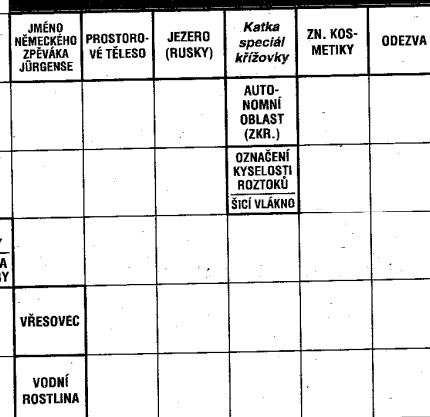 JMÉNO
NĚMECKÉHO
ZPĚVÁKA
JÜRGENSE
PROSTORO-
VÉ TĚLESO
JEZERO
(RUSKY)
Katka
speciál
křížovky
ZN. KOS-
METIKY
ODEZVA
AUTO-
NOMNÍ
OBLAST
(ZKR.)
OZNAČENÍ
KYSELOSTI
ROZTOKŮ
ŠICÍ VLÁKNO
VŘESOVEC
VODNÍ
ROSTLINA